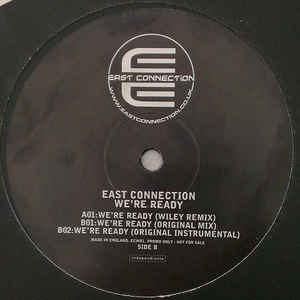 EAST CONNECTION
WWW.EASTCONNECTION.CO.UK
EAST CONNECTION
WE'RE READY
A01:WE'RE READY (WILEY REMIX)
B01:WE'RE READY (ORIGINAL MIX)
B02:WE'RE READY (ORIGINAL INSTRUMENTAL)
MADE IN ENGLAND. ECW01. PROMO ONLY - NOT FOR SALE
SIDE B